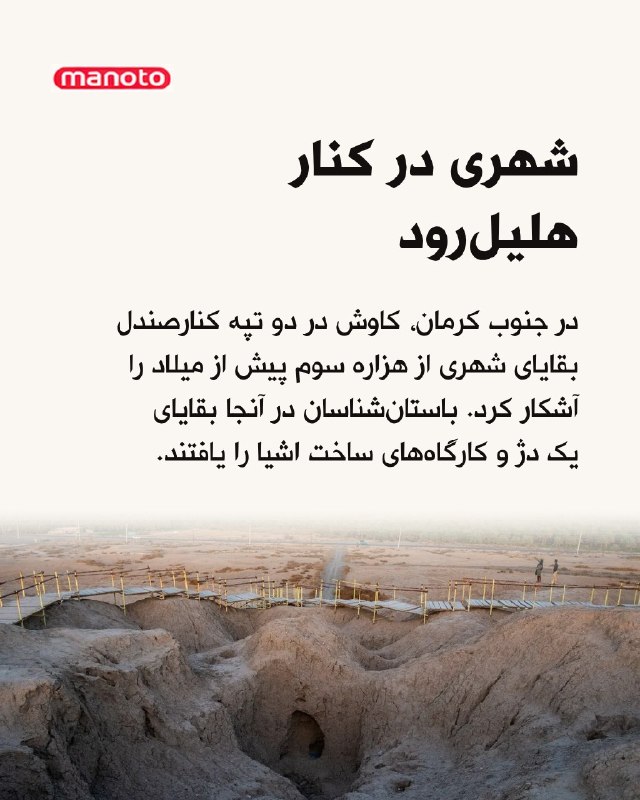 manoto
شهری در کنار
هلیل‌رود
در جنوب کرمان، کاوش در دو تپه کنارصندل
بقایای شهری از هزاره سوم پیش از میلاد را
آشکار کرد. باستان‌شناسان در آنجا بقایای
یک دژ و کارگاه‌های ساخت اشیا را یافتند.